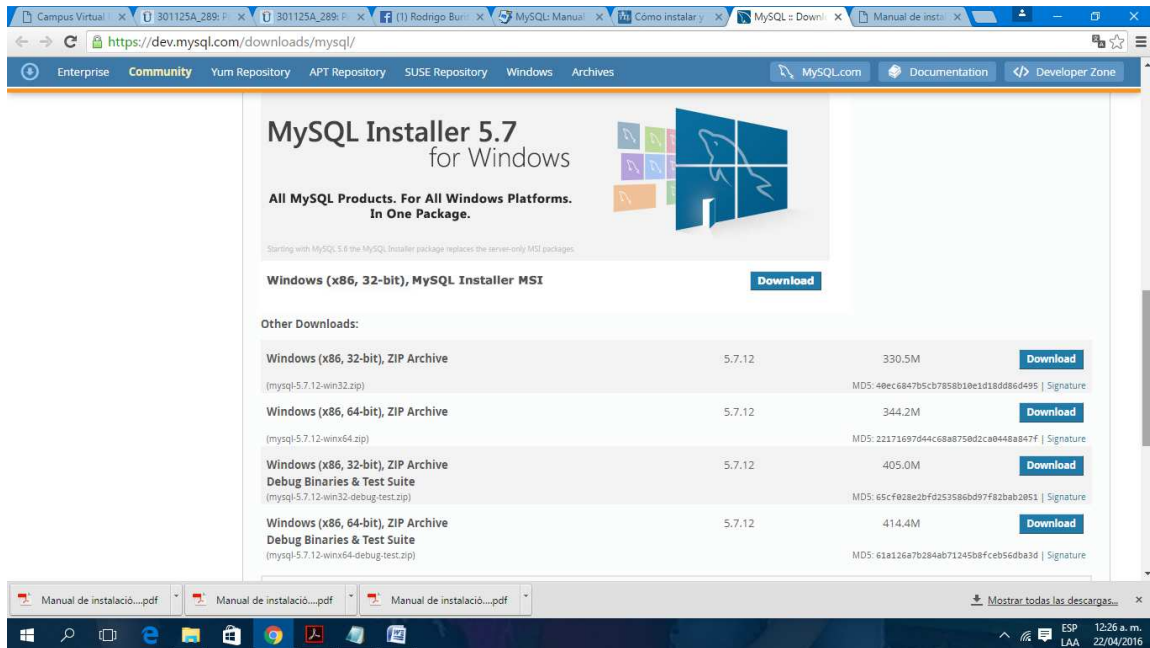 Campus Virtual
301125A_289: P
301125A_289: P
(1) Rodrigo Buri
MySQL: Manual
Cómo instalar y
MySQL :: Downl
Manual de insta
https://dev.mysql.com/downloads/mysql/
Enterprise Community Yum Repository APT Repository SUSE Repository Windows Archives
MySQL.com Documentation Developer Zone
MySQL Installer 5.7
for Windows
All MySQL Products. For All Windows Platforms.
In One Package.
Starting with MySQL 5.6 the MySQL Installer package replaces the server-only MSI packages.
Windows (x86, 32-bit), MySQL Installer MSI Download
Other Downloads:
Windows (x86, 32-bit), ZIP Archive 5.7.12 330.5M Download
(mysql-5.7.12-win32.zip) MD5: 40ec6847b5cb7858b10e1d18dd86d495 | Signature
Windows (x86, 64-bit), ZIP Archive 5.7.12 344.2M Download
(mysql-5.7.12-winx64.zip) MD5: 22171697d44c68a8750d2ca0448a847f | Signature
Windows (x86, 32-bit), ZIP Archive 5.7.12 405.0M Download
Debug Binaries & Test Suite
(mysql-5.7.12-win32-debug-test.zip) MD5: 65cf028e2bfd253586bd97f82bab2051 | Signature
Windows (x86, 64-bit), ZIP Archive 5.7.12 414.4M Download
Debug Binaries & Test Suite
(mysql-5.7.12-winx64-debug-test.zip) MD5: 61a126a7b284ab71245b8fceb56dba3d | Signature
Manual de instalació....pdf Manual de instalació....pdf Manual de instalació....pdf Mostrar todas las descargas...
ESP 12:26 a. m.
LAA 22/04/2016